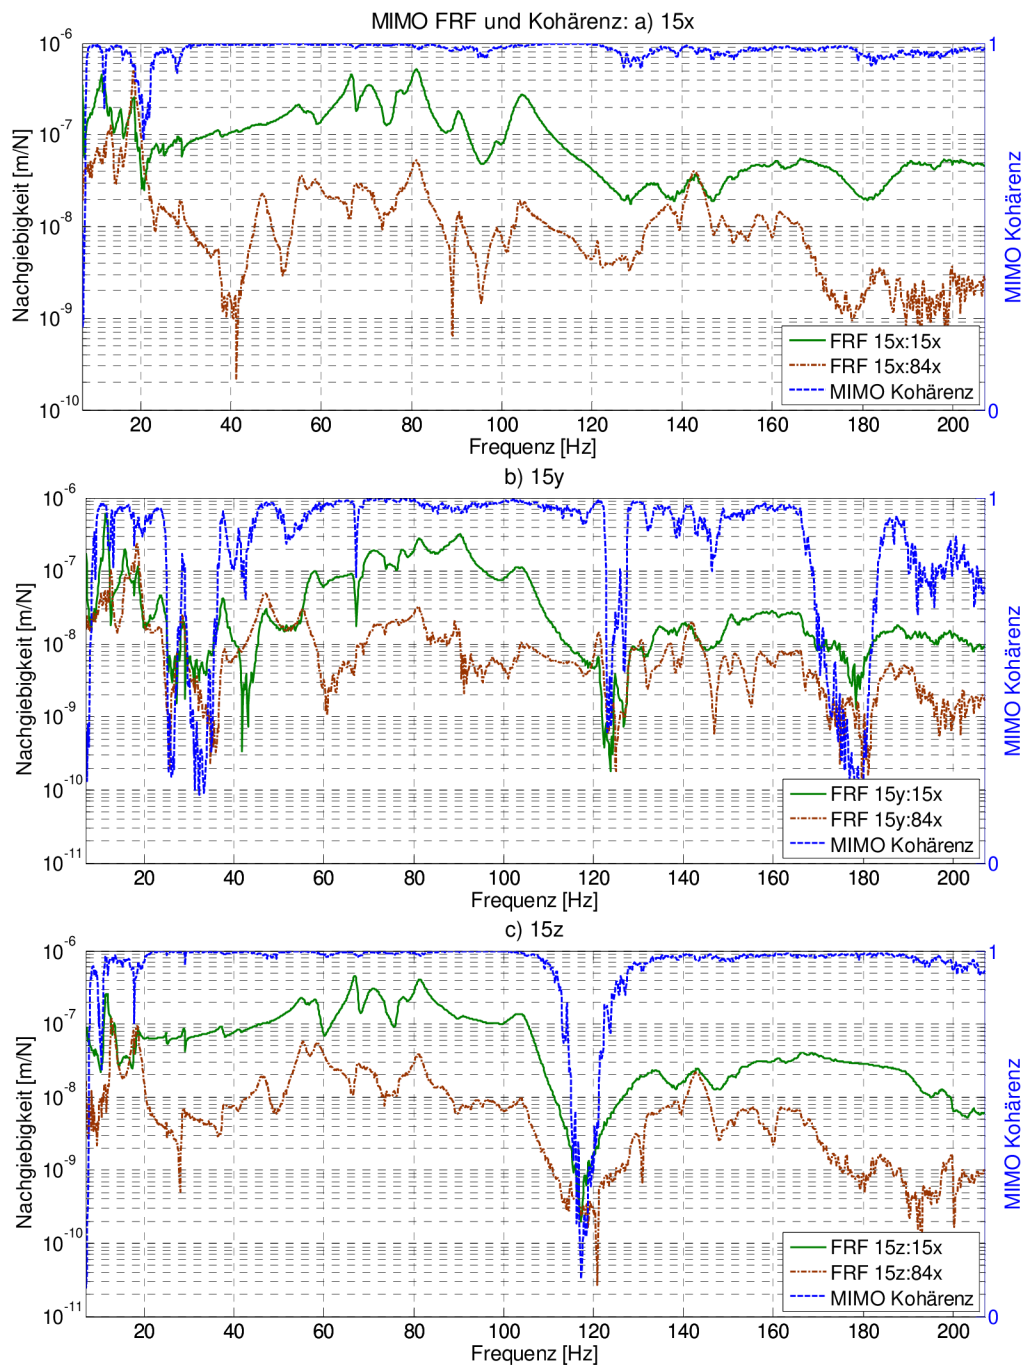 MIMO FRF und Kohärenz: a) 15x
10^-6
10^-7
10^-8
10^-9
10^-10
Nachgiebigkeit [m/N]
1
0
MIMO Kohärenz
FRF 15x:15x
FRF 15x:84x
MIMO Kohärenz
20 40 60 80 100 120 140 160 180 200
Frequenz [Hz]
b) 15y
10^-6
10^-7
10^-8
10^-9
10^-10
10^-11
Nachgiebigkeit [m/N]
1
0
MIMO Kohärenz
FRF 15y:15x
FRF 15y:84x
MIMO Kohärenz
20 40 60 80 100 120 140 160 180 200
Frequenz [Hz]
c) 15z
10^-6
10^-7
10^-8
10^-9
10^-10
10^-11
Nachgiebigkeit [m/N]
1
0
MIMO Kohärenz
FRF 15z:15x
FRF 15z:84x
MIMO Kohärenz
20 40 60 80 100 120 140 160 180 200
Frequenz [Hz]